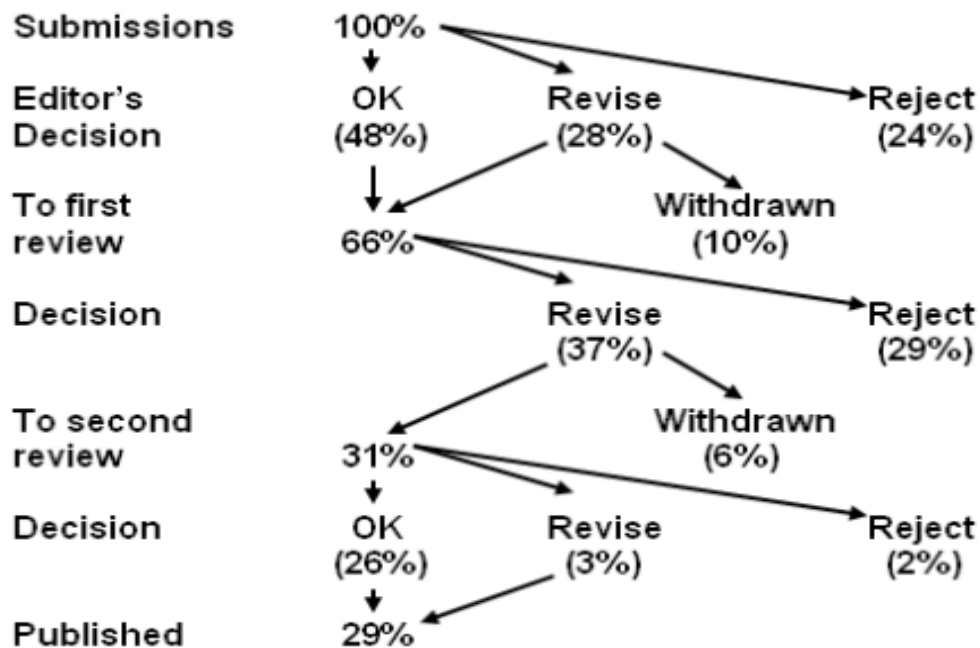 Submissions 100%
Editor's OK Revise Reject
Decision (48%) (28%) (24%)
To first Withdrawn
review 66% (10%)
Decision Revise Reject
(37%) (29%)
To second Withdrawn
review 31% (6%)
Decision OK Revise Reject
(26%) (3%) (2%)
Published 29%